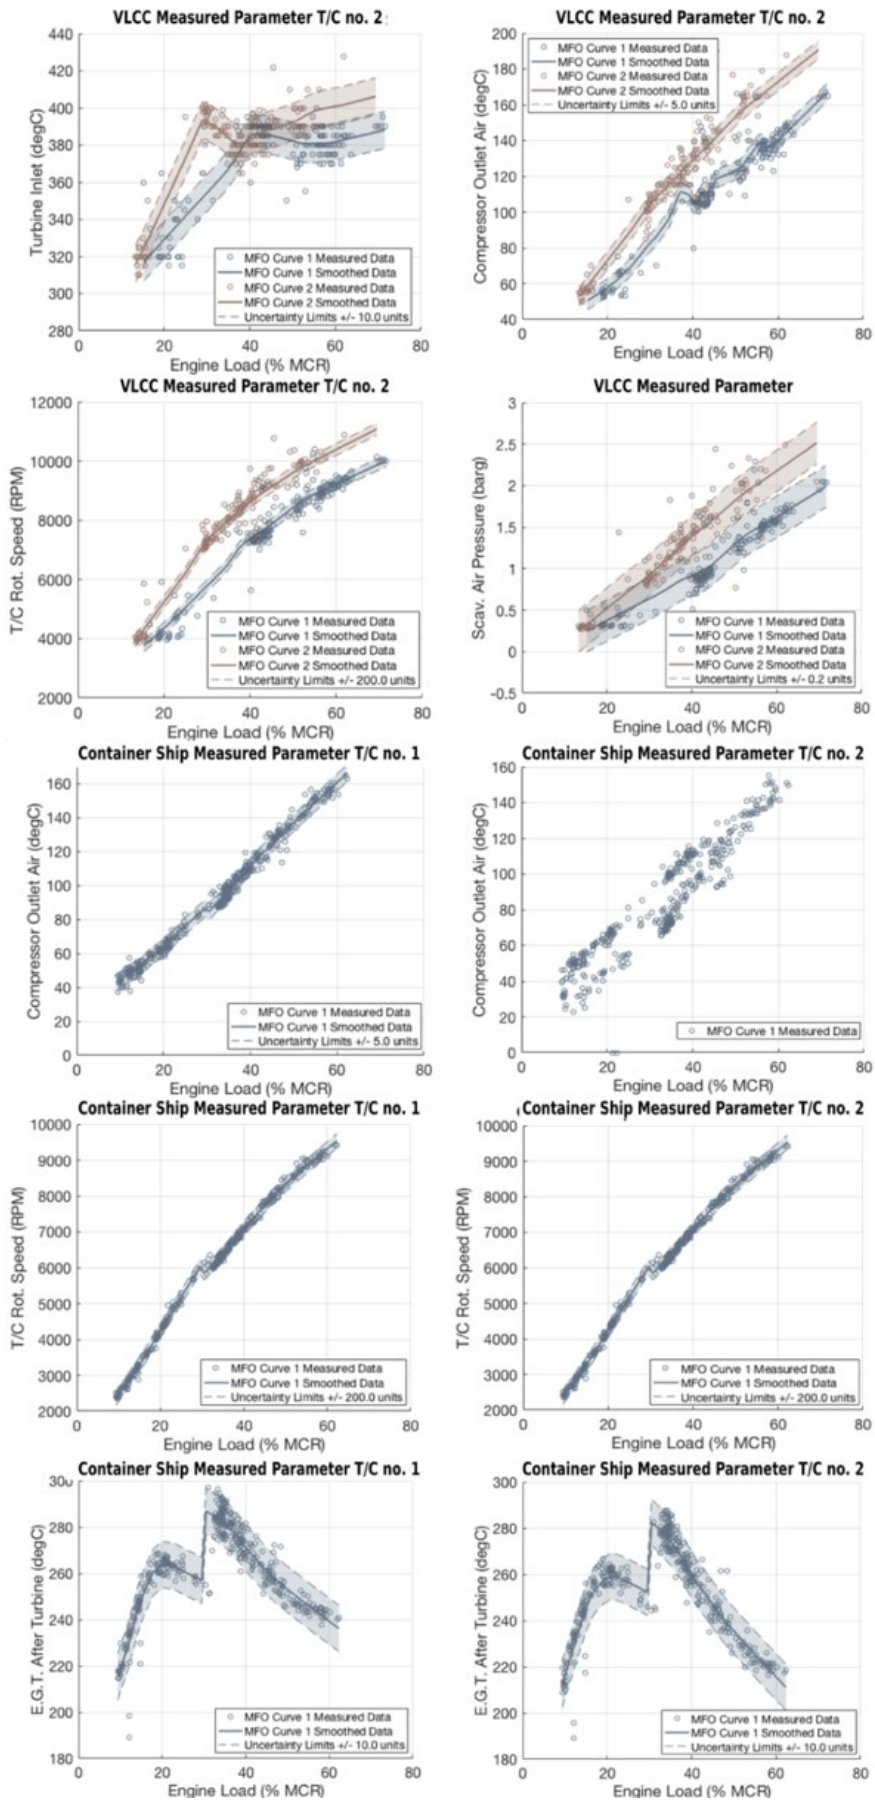 VLCC Measured Parameter T/C no. 2
440
420
400
380
360
340
320
300
280
Turbine Inlet (degC)
MFO Curve 1 Measured Data
MFO Curve 1 Smoothed Data
MFO Curve 2 Measured Data
MFO Curve 2 Smoothed Data
Uncertainty Limits +/- 10.0 units
0 20 40 60 80
Engine Load (% MCR)
VLCC Measured Parameter T/C no. 2
200
180
160
140
120
100
80
60
40
Compressor Outlet Air (degC)
MFO Curve 1 Measured Data
MFO Curve 1 Smoothed Data
MFO Curve 2 Measured Data
MFO Curve 2 Smoothed Data
Uncertainty Limits +/- 5.0 units
0 20 40 60 80
Engine Load (% MCR)
VLCC Measured Parameter T/C no. 2
12000
10000
8000
6000
4000
2000
T/C Rot. Speed (RPM)
MFO Curve 1 Measured Data
MFO Curve 1 Smoothed Data
MFO Curve 2 Measured Data
MFO Curve 2 Smoothed Data
Uncertainty Limits +/- 200.0 units
0 20 40 60 80
Engine Load (% MCR)
VLCC Measured Parameter
3
2.5
2
1.5
1
0.5
0
-0.5
Scav. Air Pressure (barg)
MFO Curve 1 Measured Data
MFO Curve 1 Smoothed Data
MFO Curve 2 Measured Data
MFO Curve 2 Smoothed Data
Uncertainty Limits +/- 0.2 units
0 20 40 60 80
Engine Load (% MCR)
Container Ship Measured Parameter T/C no. 1
160
140
120
100
80
60
40
20
0
Compressor Outlet Air (degC)
MFO Curve 1 Measured Data
MFO Curve 1 Smoothed Data
Uncertainty Limits +/- 5.0 units
0 20 40 60 80
Engine Load (% MCR)
Container Ship Measured Parameter T/C no. 2
160
140
120
100
80
60
40
20
0
Compressor Outlet Air (degC)
MFO Curve 1 Measured Data
0 20 40 60 80
Engine Load (% MCR)
Container Ship Measured Parameter T/C no. 1
10000
9000
8000
7000
6000
5000
4000
3000
2000
T/C Rot. Speed (RPM)
MFO Curve 1 Measured Data
MFO Curve 1 Smoothed Data
Uncertainty Limits +/- 200.0 units
0 20 40 60 80
Engine Load (% MCR)
Container Ship Measured Parameter T/C no. 2
10000
9000
8000
7000
6000
5000
4000
3000
2000
T/C Rot. Speed (RPM)
MFO Curve 1 Measured Data
MFO Curve 1 Smoothed Data
Uncertainty Limits +/- 200.0 units
0 20 40 60 80
Engine Load (% MCR)
Container Ship Measured Parameter T/C no. 1
300
280
260
240
220
200
180
E.G.T. After Turbine (degC)
MFO Curve 1 Measured Data
MFO Curve 1 Smoothed Data
Uncertainty Limits +/- 10.0 units
0 20 40 60 80
Engine Load (% MCR)
Container Ship Measured Parameter T/C no. 2
300
280
260
240
220
200
180
E.G.T. After Turbine (degC)
MFO Curve 1 Measured Data
MFO Curve 1 Smoothed Data
Uncertainty Limits +/- 10.0 units
0 20 40 60 80
Engine Load (% MCR)